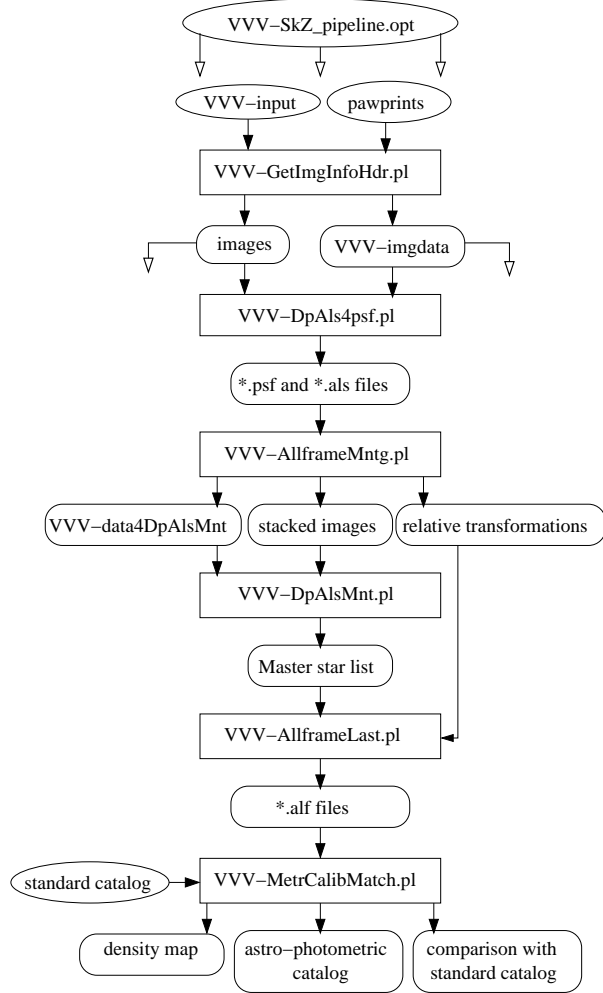 VVV−SkZ_pipeline.opt
VVV−input
pawprints
VVV−GetImgInfoHdr.pl
images
VVV−imgdata
VVV−DpAls4psf.pl
*.psf and *.als files
VVV−AllframeMntg.pl
VVV−data4DpAlsMnt
stacked images
relative transformations
VVV−DpAlsMnt.pl
Master star list
VVV−AllframeLast.pl
*.alf files
standard catalog
VVV−MetrCalibMatch.pl
density map
astro−photometric
catalog
comparison with
standard catalog